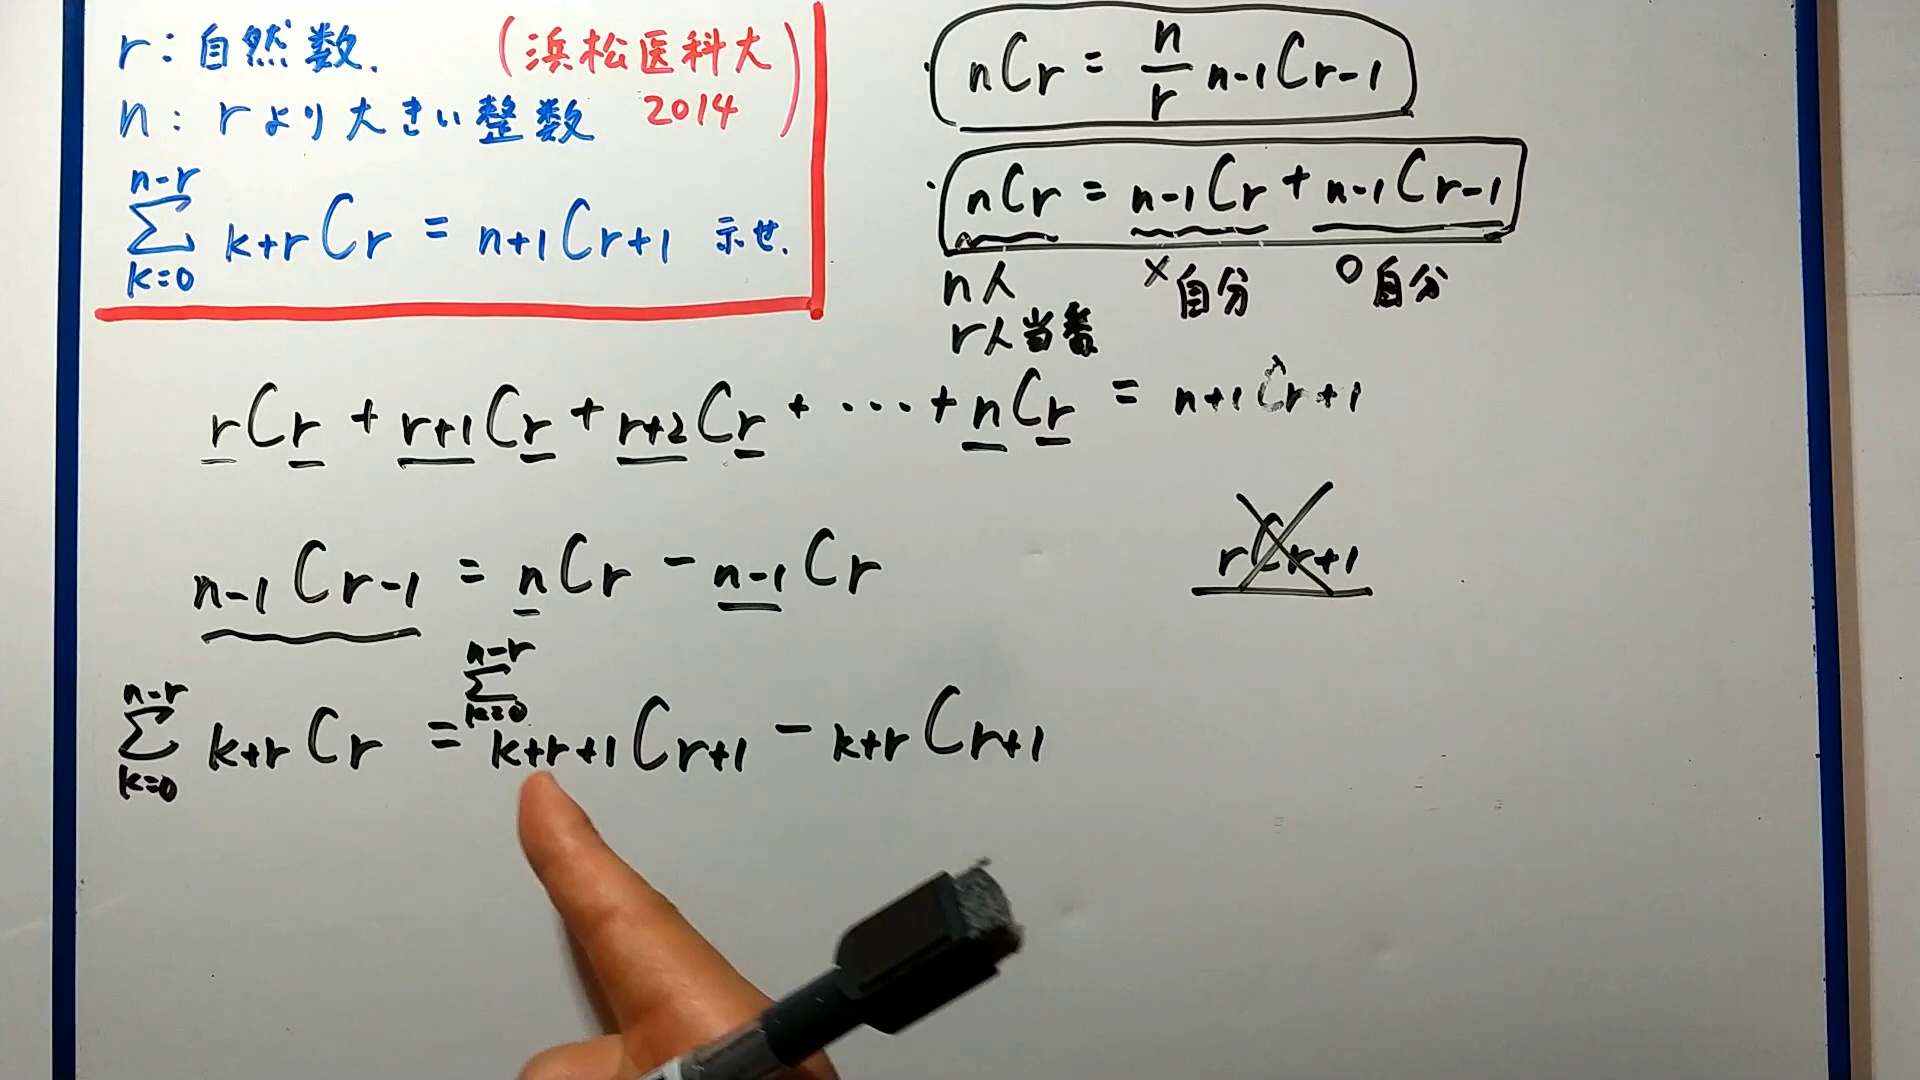 r:自然数. (浜松医科大
2014)
n:rより大きい整数
n-r
Σ k+rCr = n+1Cr+1 示せ.
k=0
・nCr = n/r n-1Cr-1
・nCr = n-1Cr + n-1Cr-1
n人 ×自分 ○自分
r人当番
rCr + r+1Cr + r+2Cr + ・・・ + nCr = n+1Cr+1
rCr+1
n-1Cr-1 = nCr - n-1Cr
n-r n-r
Σ k+rCr = Σ k+r+1Cr+1 - k+rCr+1
k=0 k=0